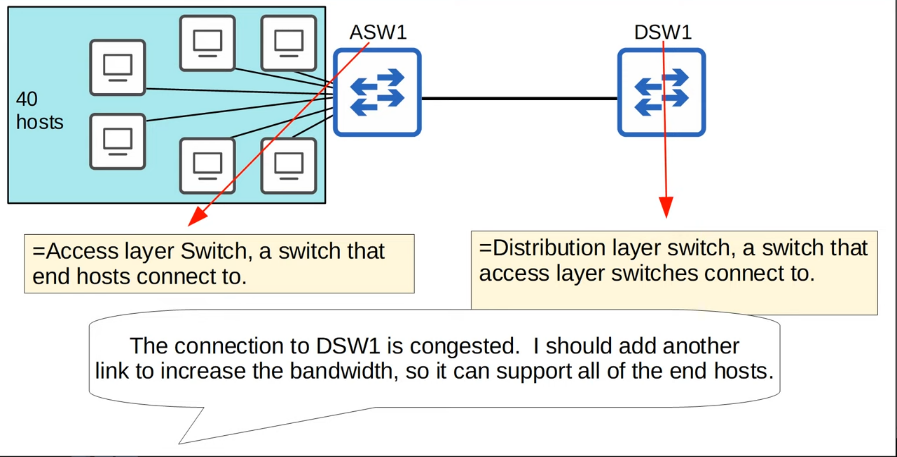 ASW1
DSW1
40
hosts
=Access layer Switch, a switch that
end hosts connect to.
=Distribution layer switch, a switch that
access layer switches connect to.
The connection to DSW1 is congested.  I should add another
link to increase the bandwidth, so it can support all of the end hosts.